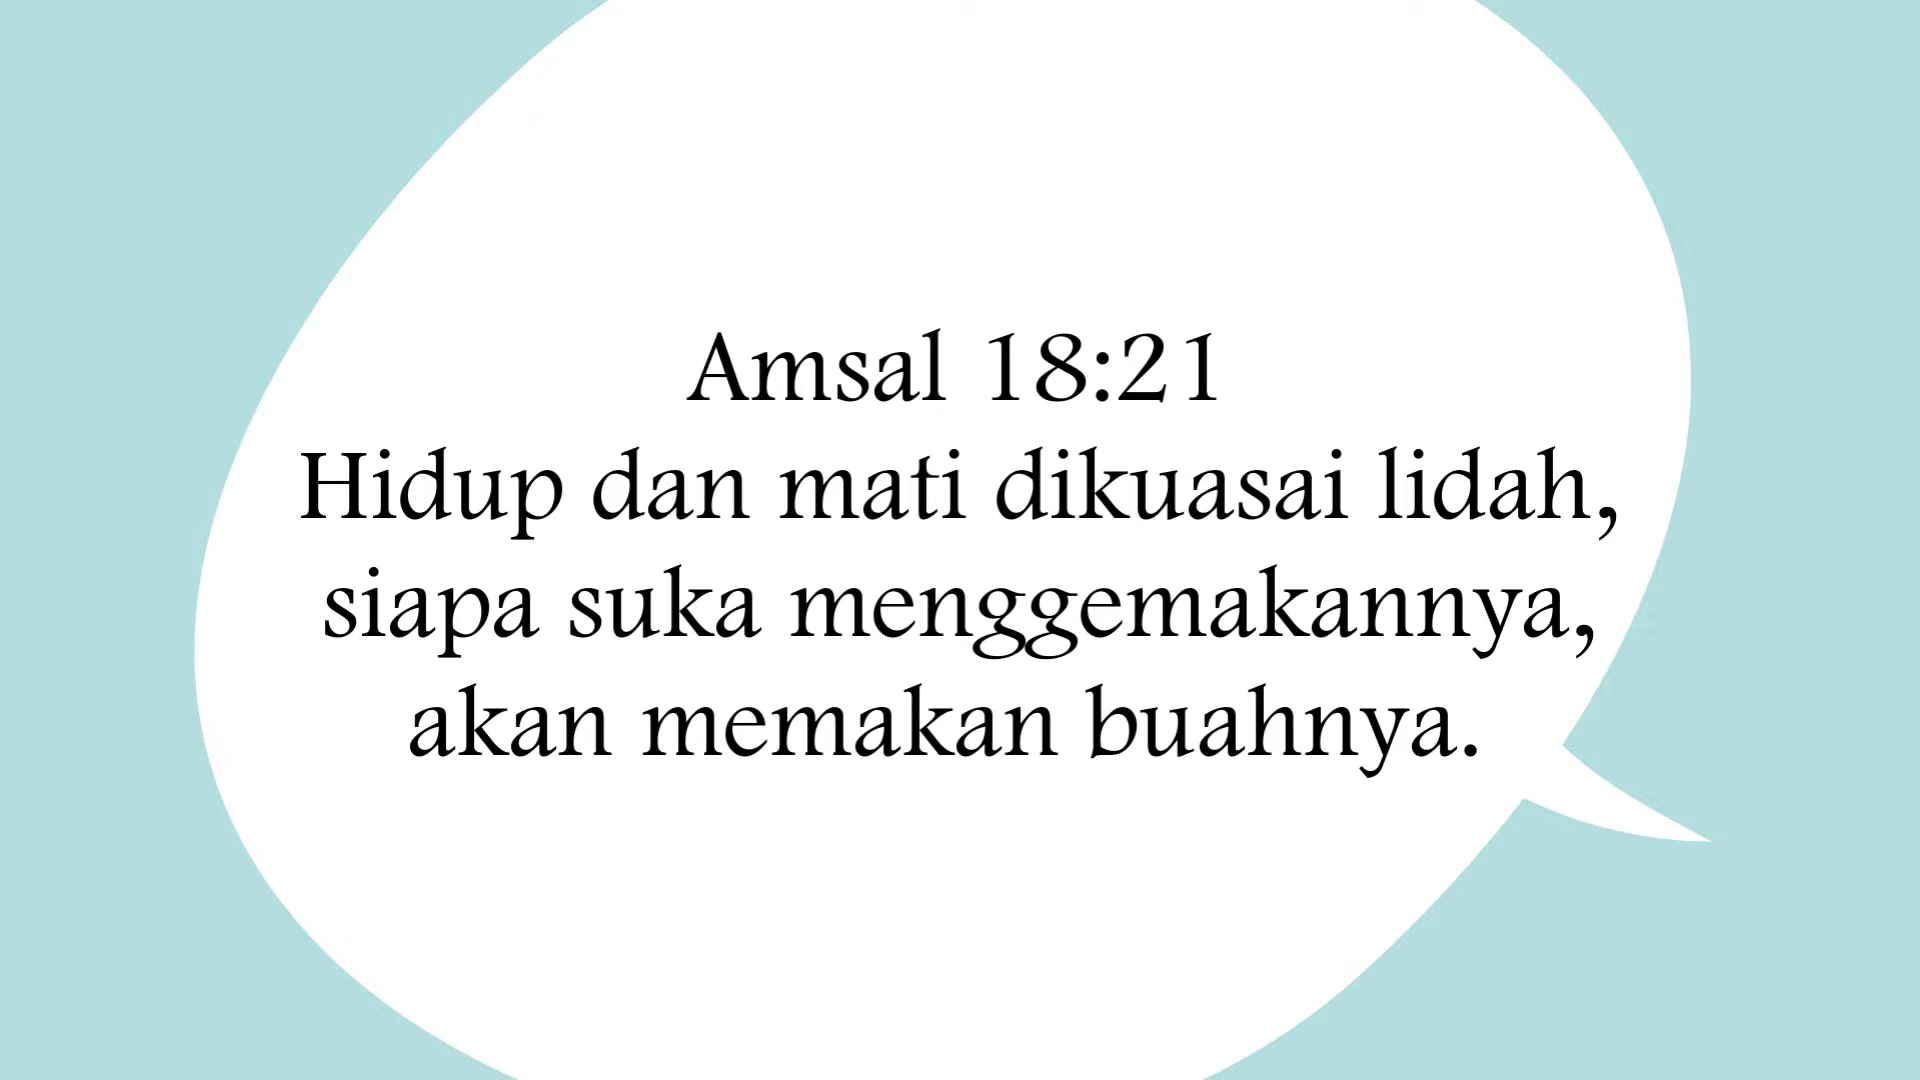 Amsal 18:21
Hidup dan mati dikuasai lidah,
siapa suka menggemakannya,
akan memakan buahnya.